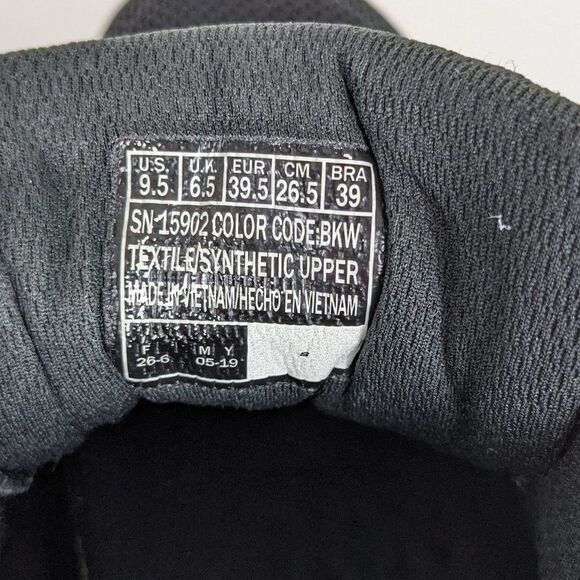 U.S. U.K. EUR CM BRA
9.5 6.5 39.5 26.5 39
SN 15902 COLOR CODE:BKW
TEXTILE/SYNTHETIC UPPER
MADE IN VIETNAM/HECHO EN VIETNAM
F M Y
26-6 05-19